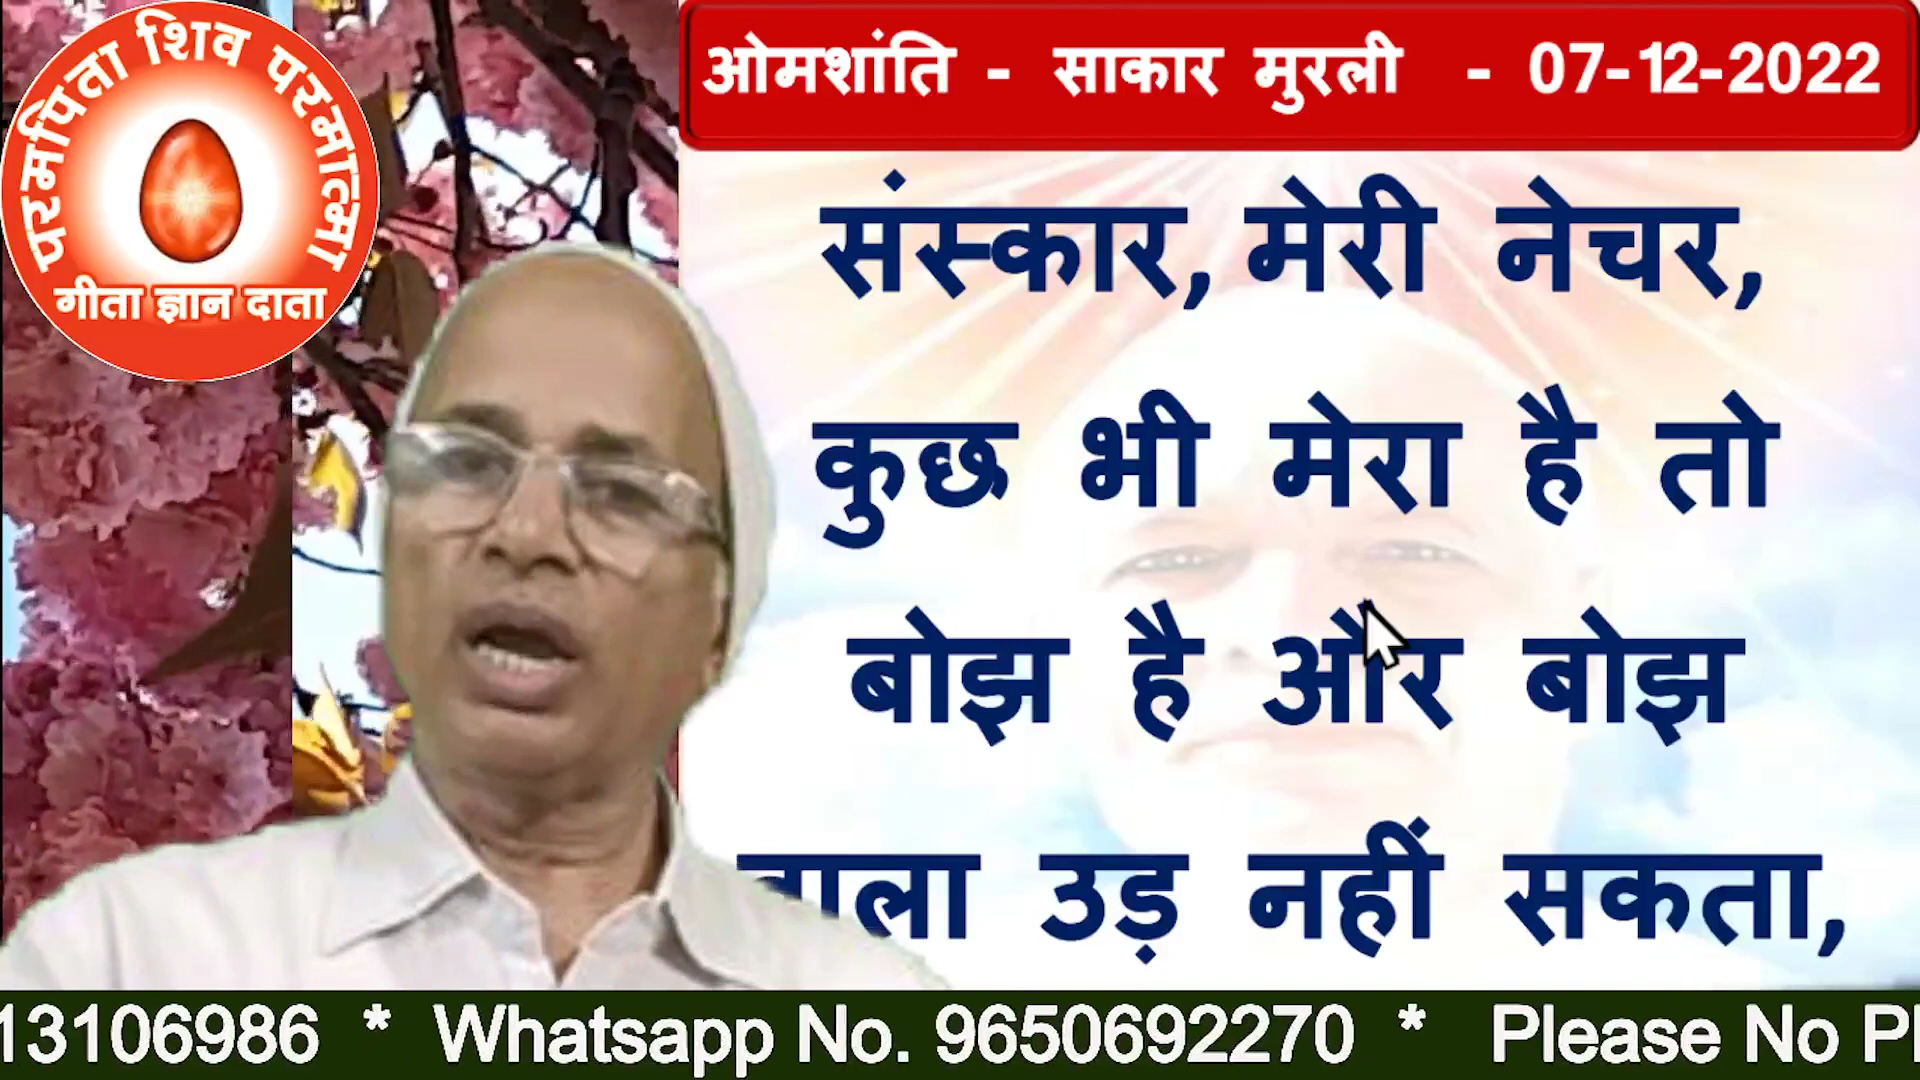 परमपिता शिव परमात्मा
गीता ज्ञान दाता
ओमशांति - साकार मुरली - 07-12-2022
संस्कार, मेरी नेचर,
कुछ भी मेरा है तो
बोझ है और बोझ
उड़ नहीं सकता,
13106986 * Whatsapp No. 9650692270 * Please No